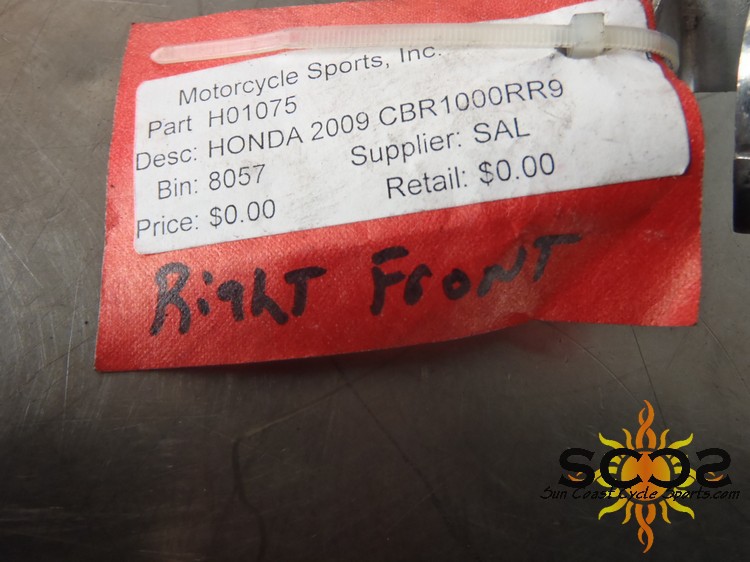 Motorcycle Sports, Inc.
Part H01075
Desc: HONDA 2009 CBR1000RR9
Bin: 8057 Supplier: SAL
Price: $0.00 Retail: $0.00
Right Front
SCCS
Sun Coast Cycle Sports.com